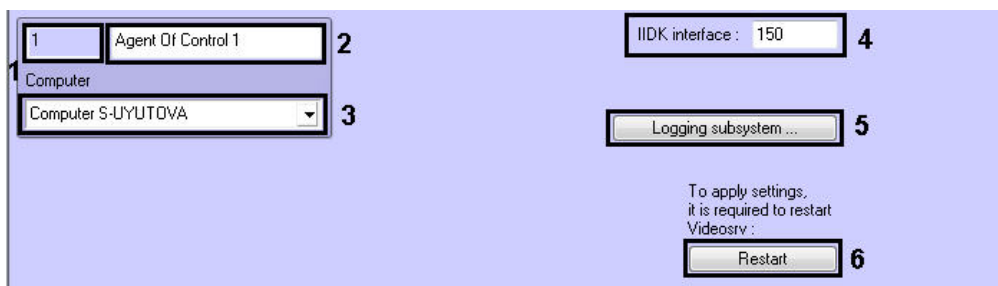 1 Agent Of Control 1 2
1
Computer
Computer S-UYUTOVA 3
IIDK interface : 150 4
Logging subsystem ... 5
To apply settings,
it is required to restart
Videosrv :
Restart 6